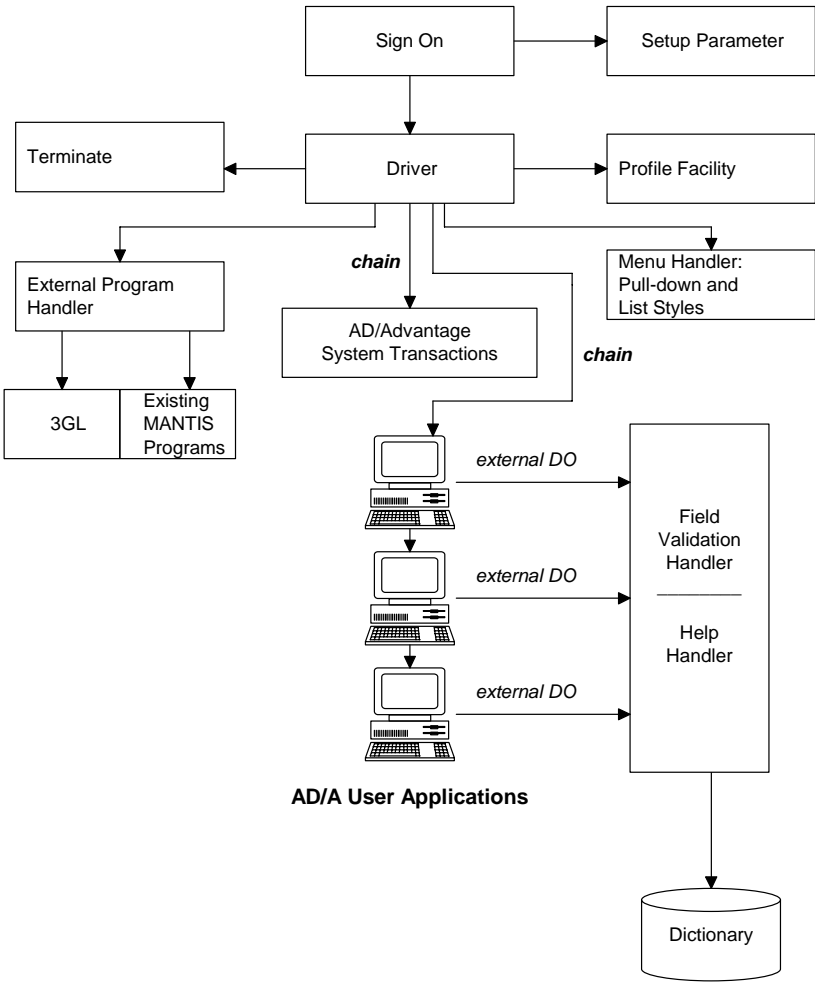 Sign On
Setup Parameter
Terminate
Driver
Profile Facility
chain
External Program
Handler
Menu Handler:
Pull-down and
List Styles
AD/Advantage
System Transactions
chain
3GL
Existing
MANTIS
Programs
external DO
Field
Validation
Handler
external DO
Help
Handler
external DO
AD/A User Applications
Dictionary